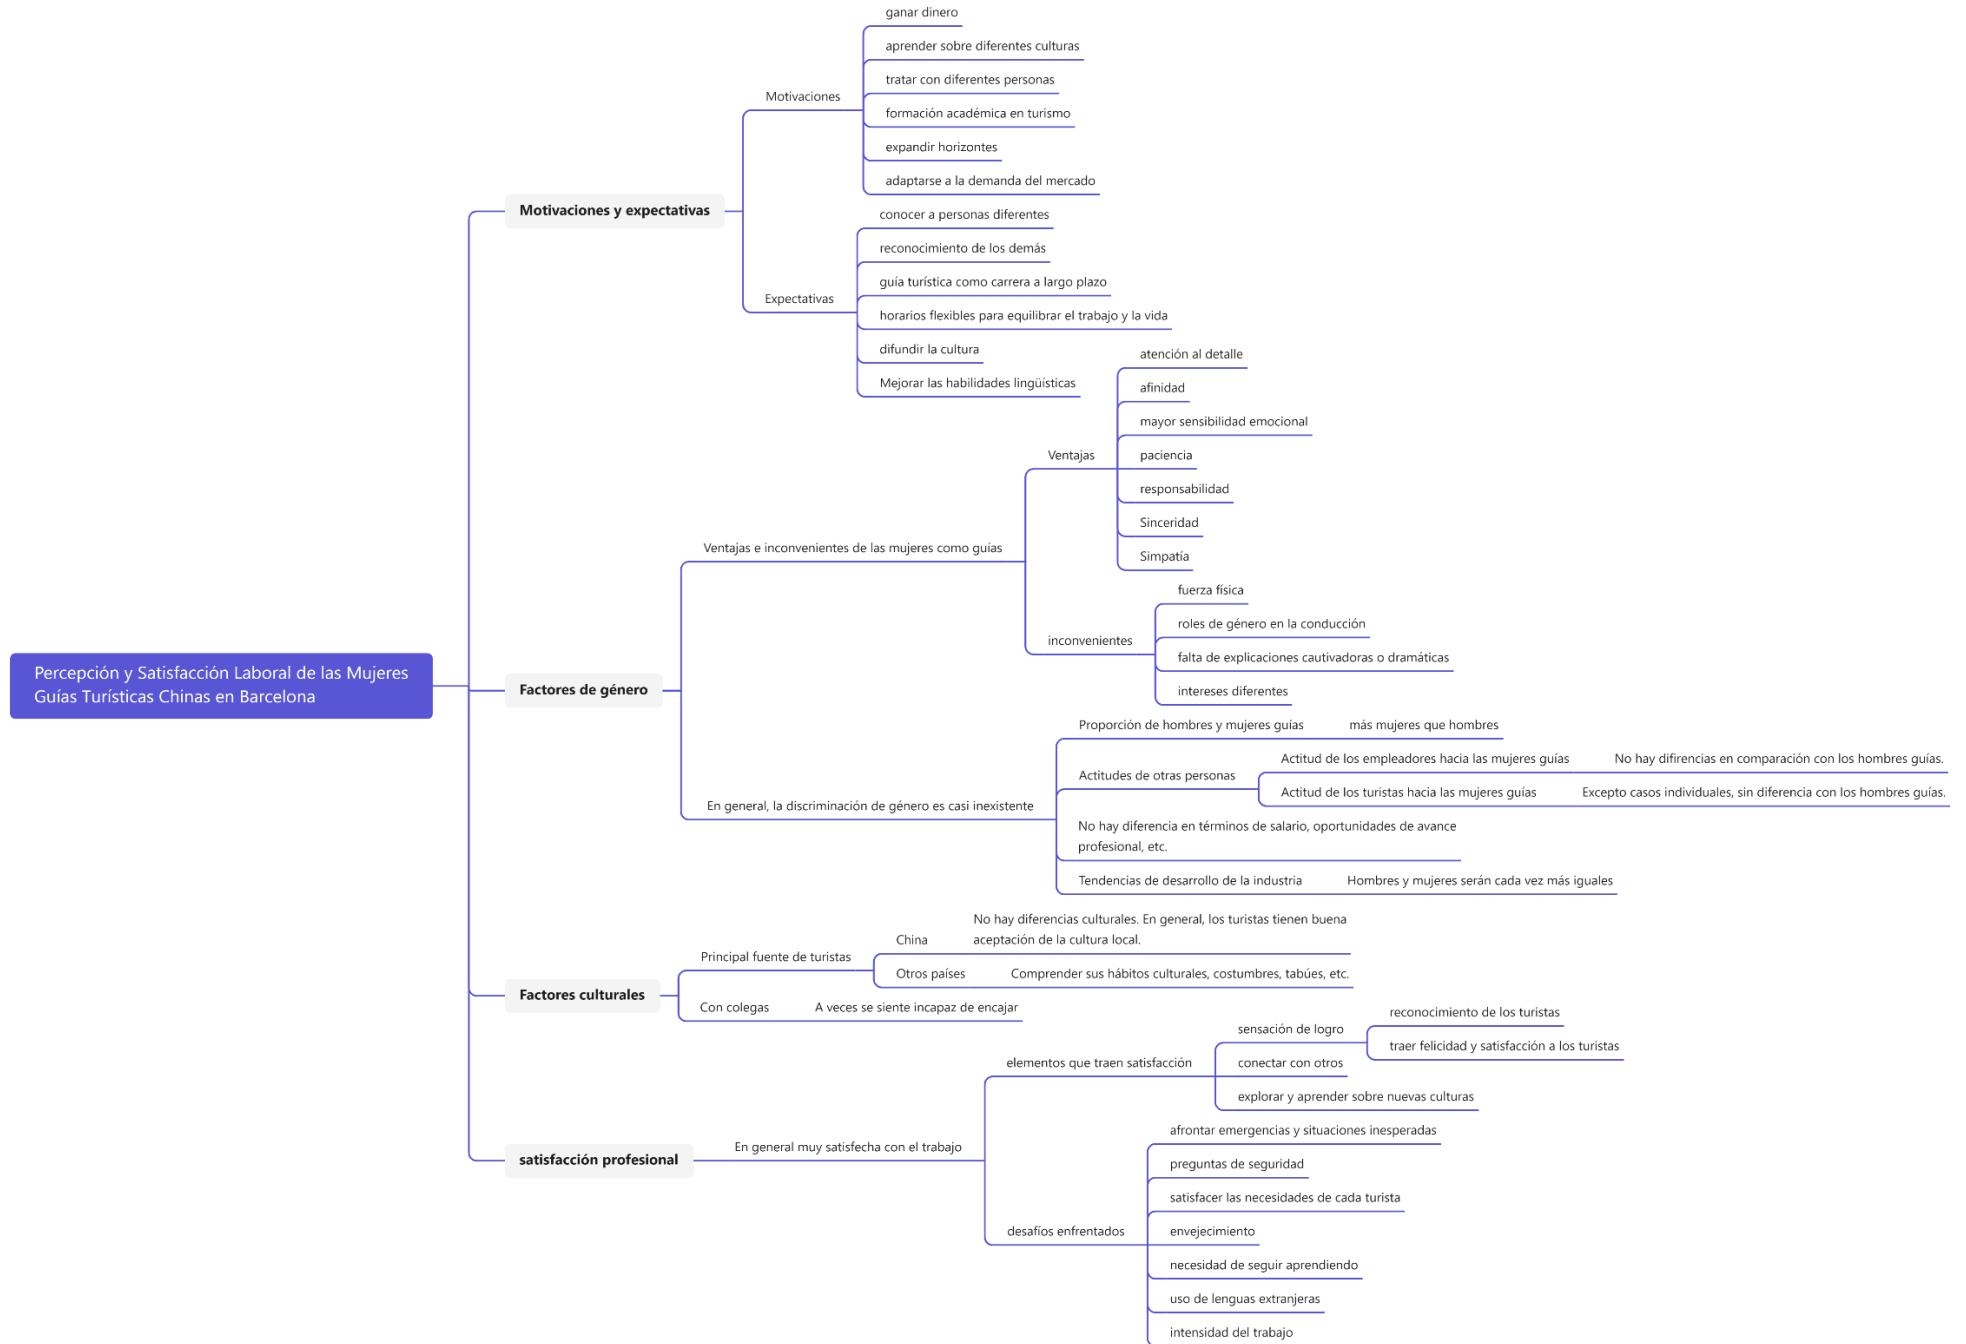 Percepción y Satisfacción Laboral de las Mujeres
Guías Turísticas Chinas en Barcelona
Motivaciones y expectativas
Motivaciones
ganar dinero
aprender sobre diferentes culturas
tratar con diferentes personas
formación académica en turismo
expandir horizontes
adaptarse a la demanda del mercado
Expectativas
conocer a personas diferentes
reconocimiento de los demás
guía turística como carrera a largo plazo
horarios flexibles para equilibrar el trabajo y la vida
difundir la cultura
Mejorar las habilidades lingüísticas
Factores de género
Ventajas e inconvenientes de las mujeres como guías
Ventajas
atención al detalle
afinidad
mayor sensibilidad emocional
paciencia
responsabilidad
Sinceridad
Simpatía
inconvenientes
fuerza física
roles de género en la conducción
falta de explicaciones cautivadoras o dramáticas
intereses diferentes
En general, la discriminación de género es casi inexistente
Proporción de hombres y mujeres guías
más mujeres que hombres
Actitudes de otras personas
Actitud de los empleadores hacia las mujeres guías
No hay difirencias en comparación con los hombres guías.
Actitud de los turistas hacia las mujeres guías
Excepto casos individuales, sin diferencia con los hombres guías.
No hay diferencia en términos de salario, oportunidades de avance
profesional, etc.
Tendencias de desarrollo de la industria
Hombres y mujeres serán cada vez más iguales
Factores culturales
Principal fuente de turistas
China
No hay diferencias culturales. En general, los turistas tienen buena
aceptación de la cultura local.
Otros países
Comprender sus hábitos culturales, costumbres, tabúes, etc.
Con colegas
A veces se siente incapaz de encajar
satisfacción profesional
En general muy satisfecha con el trabajo
elementos que traen satisfacción
sensación de logro
reconocimiento de los turistas
traer felicidad y satisfacción a los turistas
conectar con otros
explorar y aprender sobre nuevas culturas
desafíos enfrentados
afrontar emergencias y situaciones inesperadas
preguntas de seguridad
satisfacer las necesidades de cada turista
envejecimiento
necesidad de seguir aprendiendo
uso de lenguas extranjeras
intensidad del trabajo